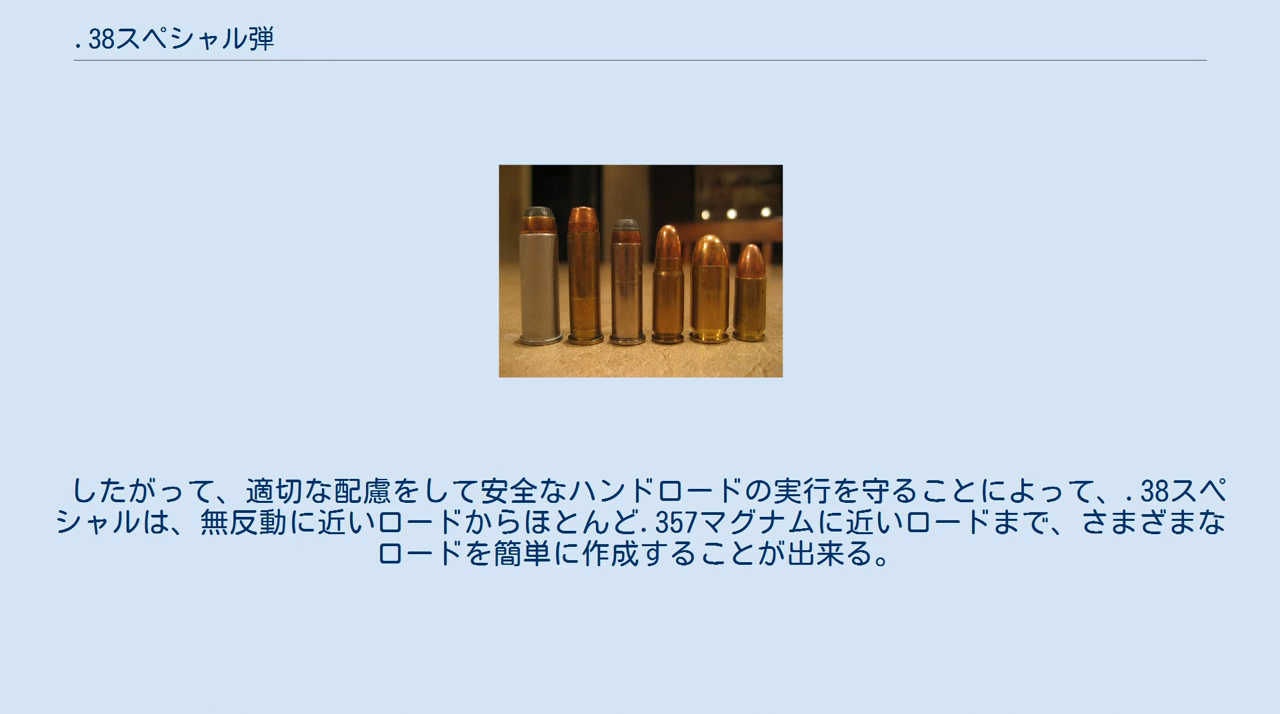 .38スペシャル弾
したがって、適切な配慮をして安全なハンドロードの実行を守ることによって、.38スペ
シャルは、無反動に近いロードからほとんど.357マグナムに近いロードまで、さまざまな
ロードを簡単に作成することが出来る。